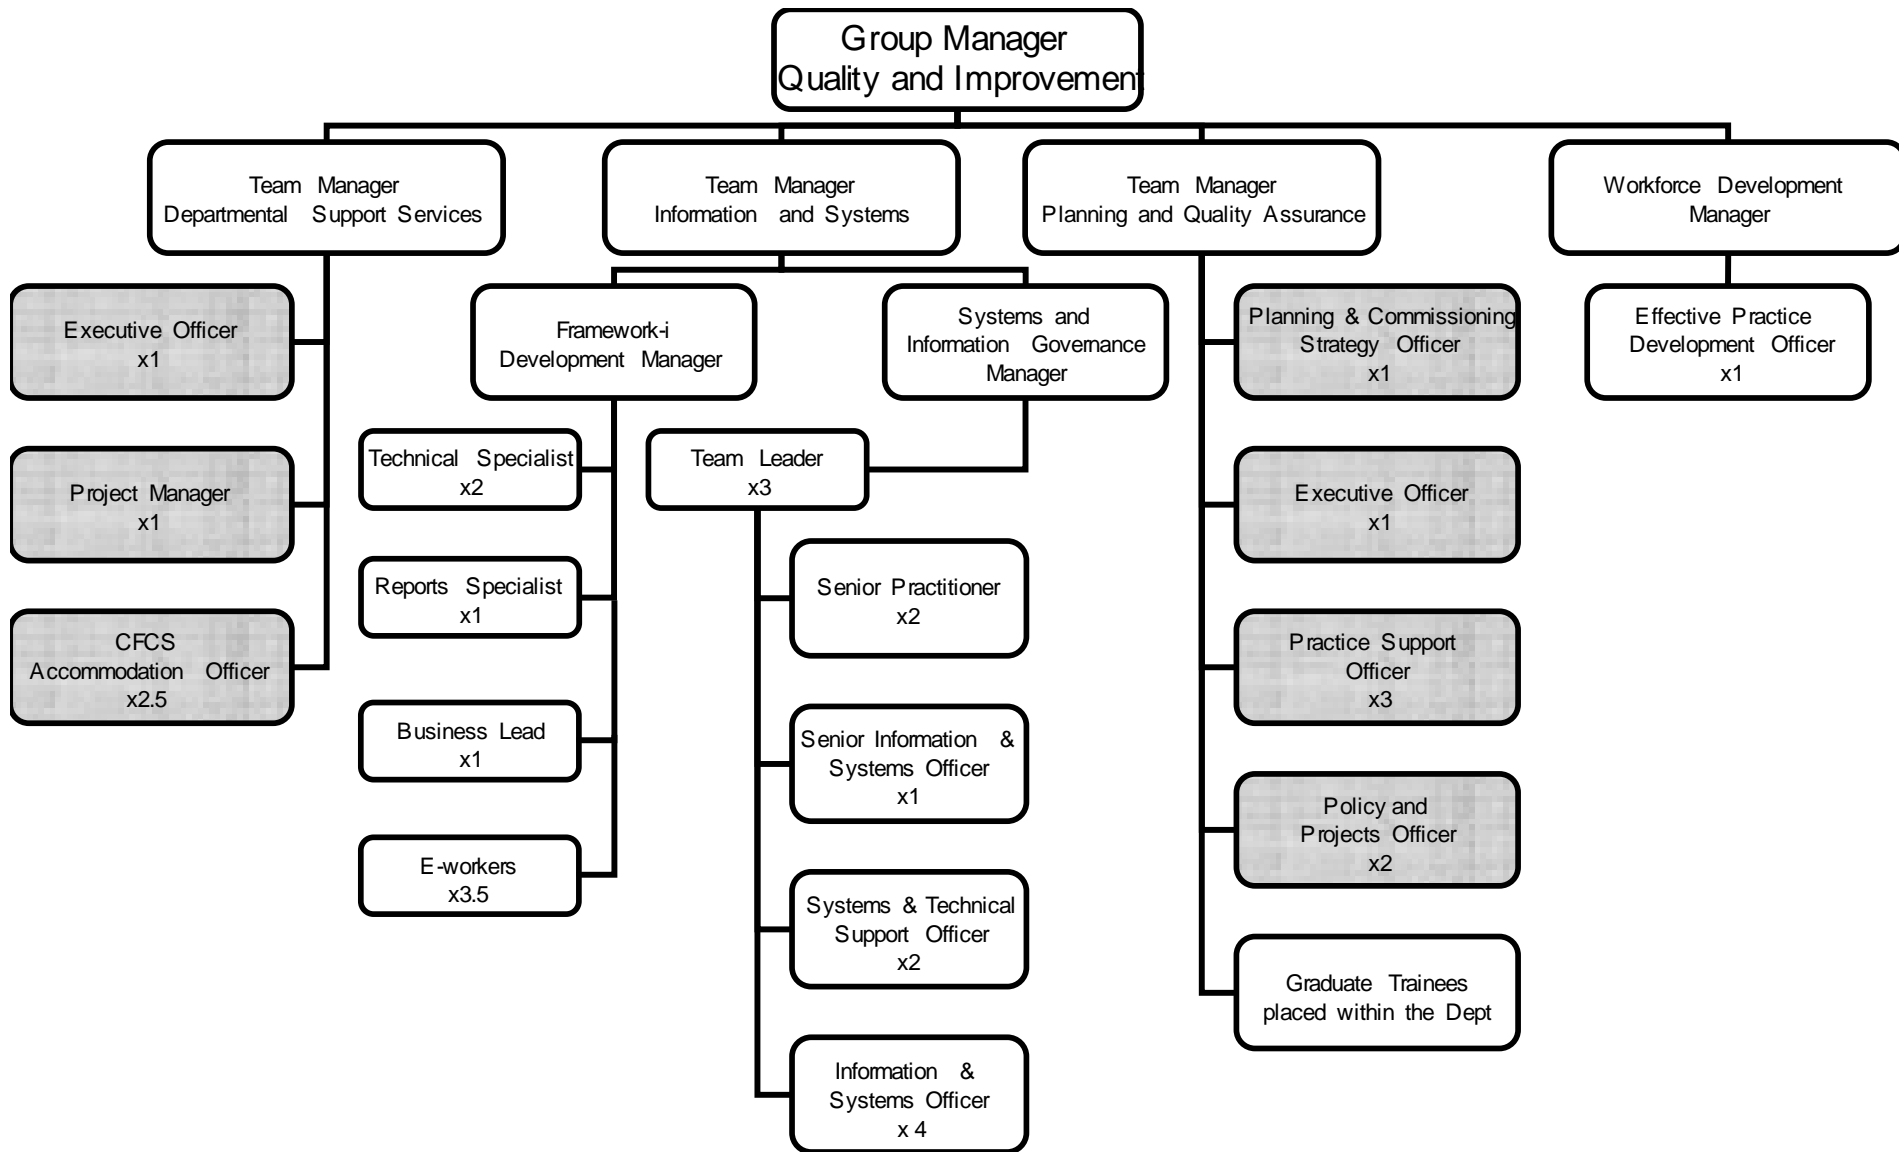 Group Manager
Quality and Improvement
Team Manager
Departmental Support Services
Team Manager
Information and Systems
Team Manager
Planning and Quality Assurance
Workforce Development
Manager
Executive Officer
x1
Framework-i
Development Manager
Systems and
Information Governance
Manager
Planning & Commissioning
Strategy Officer
x1
Effective Practice
Development Officer
x1
Project Manager
x1
Technical Specialist
x2
Team Leader
x3
Executive Officer
x1
CFCS
Accommodation Officer
x2.5
Reports Specialist
x1
Senior Practitioner
x2
Practice Support
Officer
x3
Business Lead
x1
Senior Information &
Systems Officer
x1
Policy and
Projects Officer
x2
E-workers
x3.5
Systems & Technical
Support Officer
x2
Graduate Trainees
placed within the Dept
Information &
Systems Officer
x 4